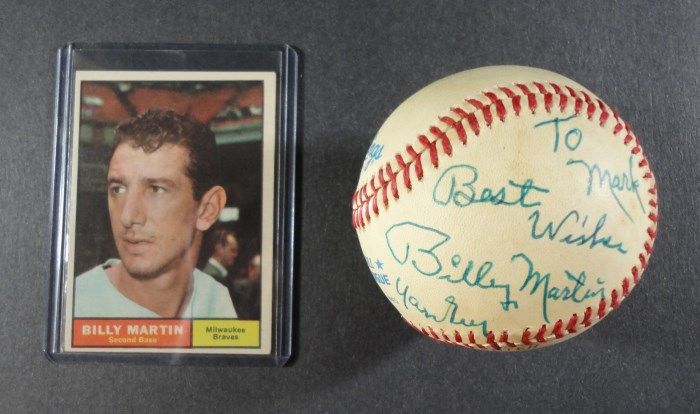 BILLY MARTIN
Second Base
Milwaukee
Braves
To Mark
Best Wishes
Billy Martin
Yankees